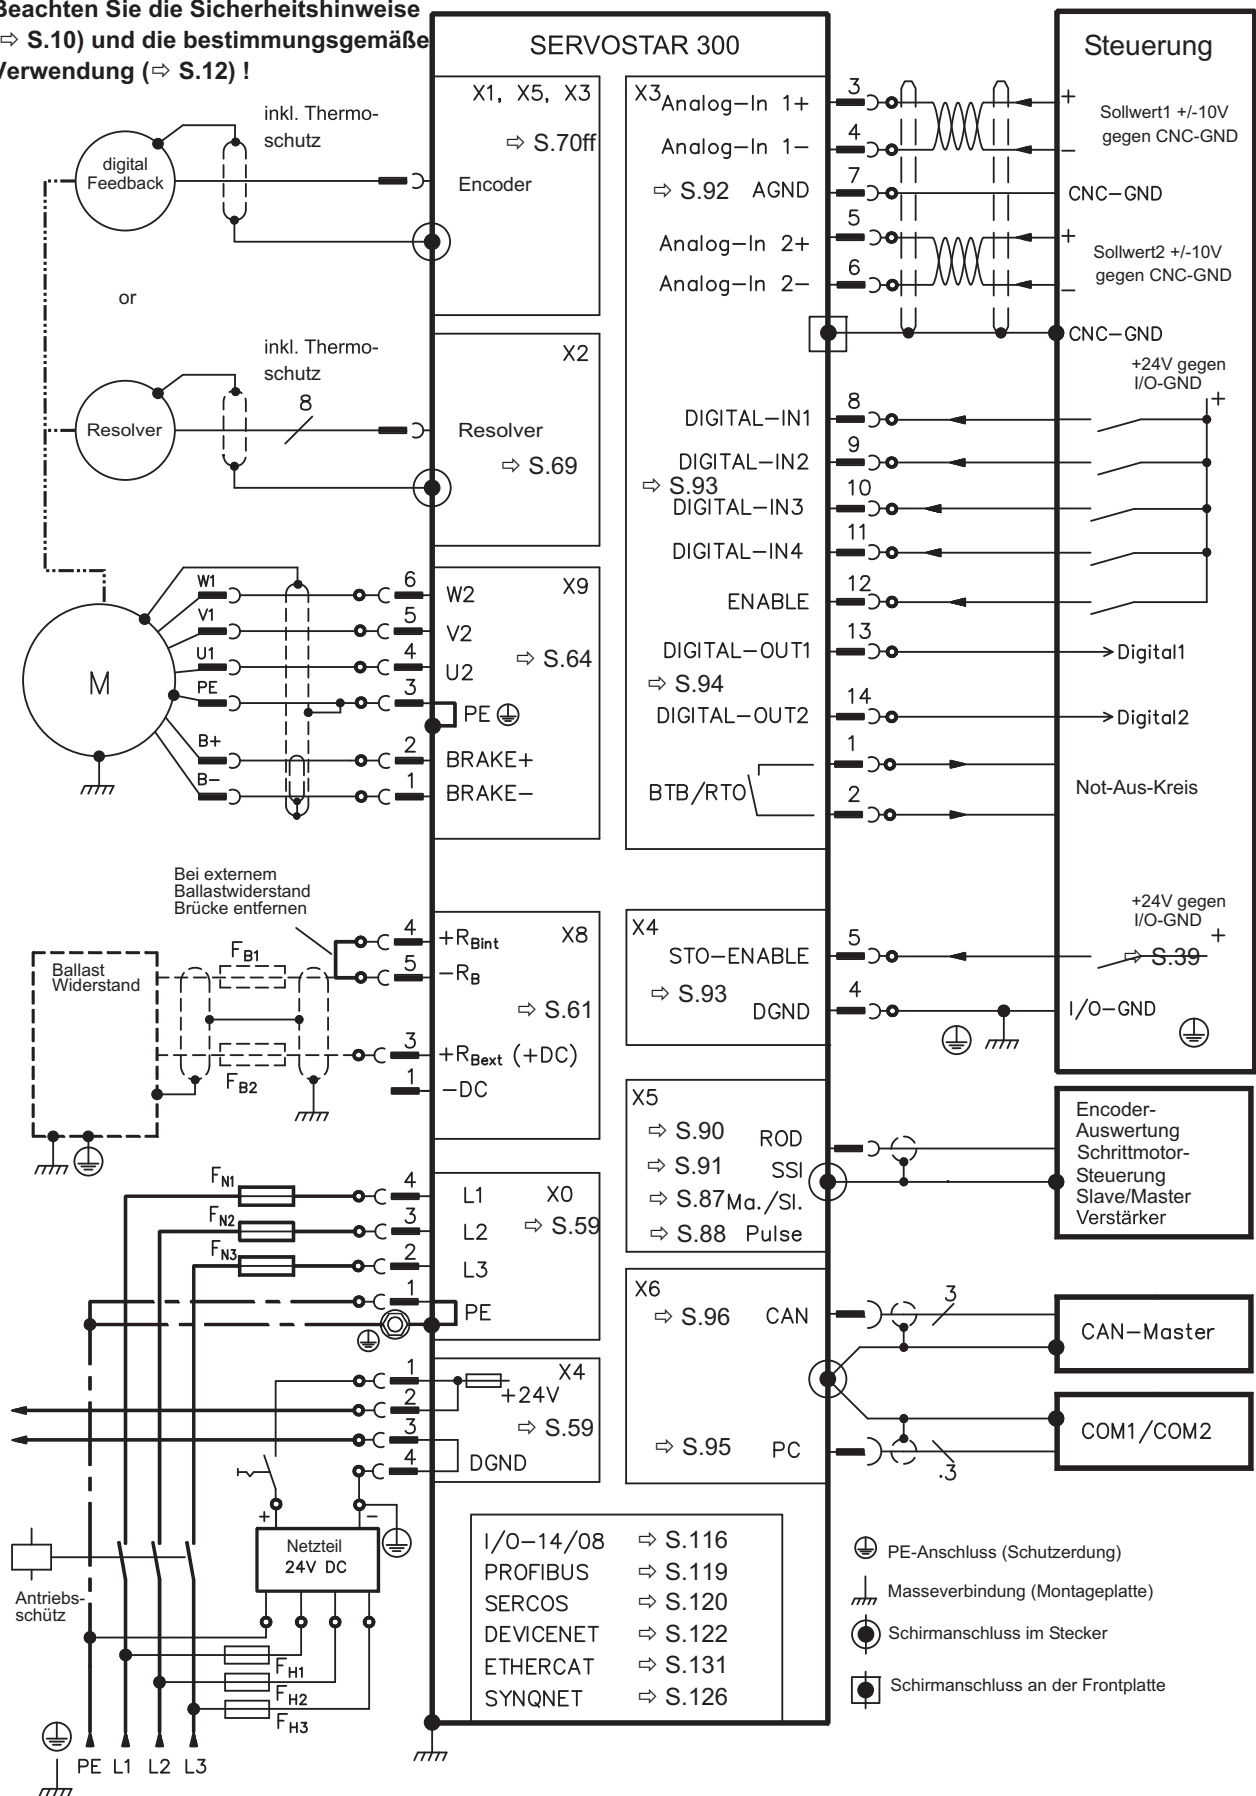 Beachten Sie die Sicherheitshinweise
(⇨ S.10) und die bestimmungsgemäße
Verwendung (⇨ S.12) !
SERVOSTAR 300
Steuerung
X1, X5, X3
⇨ S.70ff
Encoder
inkl. Thermo-
schutz
digital
Feedback
or
inkl. Thermo-
schutz
8
Resolver
X2
Resolver
⇨ S.69
M
W1
V1
U1
PE
B+
B−
6
5
4
3
2
1
X9
W2
V2
U2
⇨ S.64
PE
BRAKE+
BRAKE−
Bei externem
Ballastwiderstand
Brücke entfernen
Ballast
Widerstand
FB1
FB2
4
5
3
1
X8
+RBint
−RB
⇨ S.61
+RBext (+DC)
−DC
FN1
FN2
FN3
4
3
2
1
X0
L1
L2
L3
⇨ S.59
PE
1
2
3
4
X4
+24V
⇨ S.59
DGND
+
−
Netzteil
24V DC
Antriebs-
schütz
FH1
FH2
FH3
PE L1 L2 L3
X3
Analog−In 1+
3
Analog−In 1−
4
⇨ S.92 AGND
7
Analog−In 2+
5
Analog−In 2−
6
+
Sollwert1 +/-10V
gegen CNC-GND
−
CNC−GND
+
Sollwert2 +/-10V
gegen CNC-GND
−
CNC−GND
+24V gegen
I/O-GND
+
DIGITAL−IN1
8
DIGITAL−IN2
9
⇨ S.93
DIGITAL−IN3
10
DIGITAL−IN4
11
ENABLE
12
DIGITAL−OUT1
13
Digital1
⇨ S.94
DIGITAL−OUT2
14
Digital2
1
BTB/RTO
2
Not-Aus-Kreis
+24V gegen
I/O-GND
+
X4
STO−ENABLE
5
⇨ S.39
⇨ S.93
DGND
4
I/O−GND
X5
⇨ S.90 ROD
⇨ S.91 SSI
⇨ S.87 Ma./Sl.
⇨ S.88 Pulse
Encoder-
Auswertung
Schrittmotor-
Steuerung
Slave/Master
Verstärker
X6
⇨ S.96 CAN
3
CAN−Master
⇨ S.95 PC
3
COM1/COM2
I/O−14/08 ⇨ S.116
PROFIBUS ⇨ S.119
SERCOS ⇨ S.120
DEVICENET ⇨ S.122
ETHERCAT ⇨ S.131
SYNQNET ⇨ S.126
PE-Anschluss (Schutzerdung)
Masseverbindung (Montageplatte)
Schirmanschluss im Stecker
Schirmanschluss an der Frontplatte